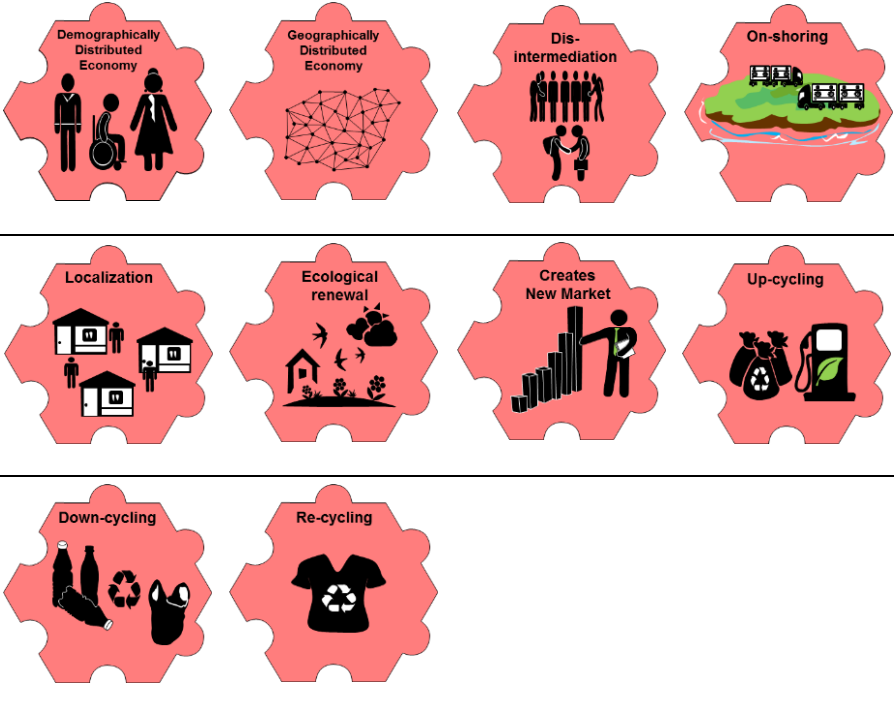 Demographically
Distributed
Economy
Geographically
Distributed
Economy
Dis-
intermediation
On-shoring
Localization
Ecological
renewal
Creates
New Market
Up-cycling
Down-cycling
Re-cycling